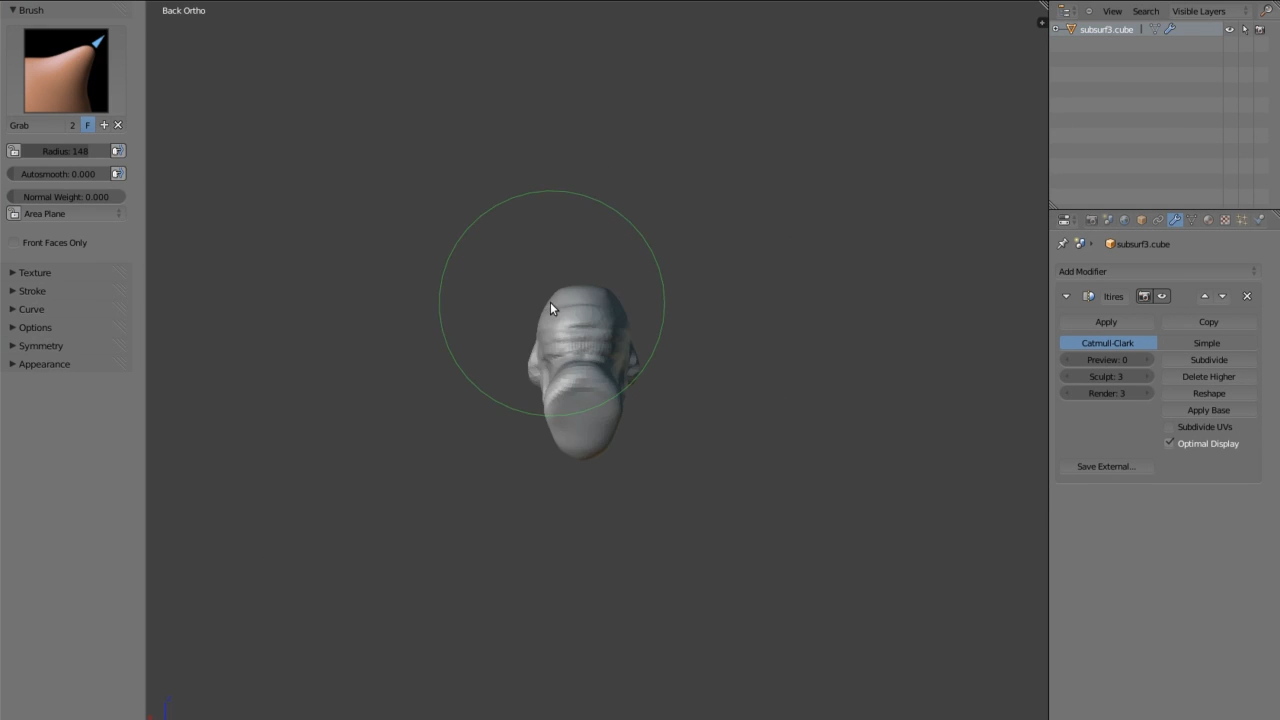 Brush
Back Ortho
View Search Visible Layers
subsurf3.cube
Grab 2 F
Radius: 148
Autosmooth: 0.000
Normal Weight: 0.000
Area Plane
Front Faces Only
Texture
Stroke
Curve
Options
Symmetry
Appearance
subsurf3.cube
Add Modifier
ltires
Apply Copy
Catmull-Clark Simple
Preview: 0 Subdivide
Sculpt: 3 Delete Higher
Render: 3 Reshape
Apply Base
Subdivide UVs
Optimal Display
Save External...